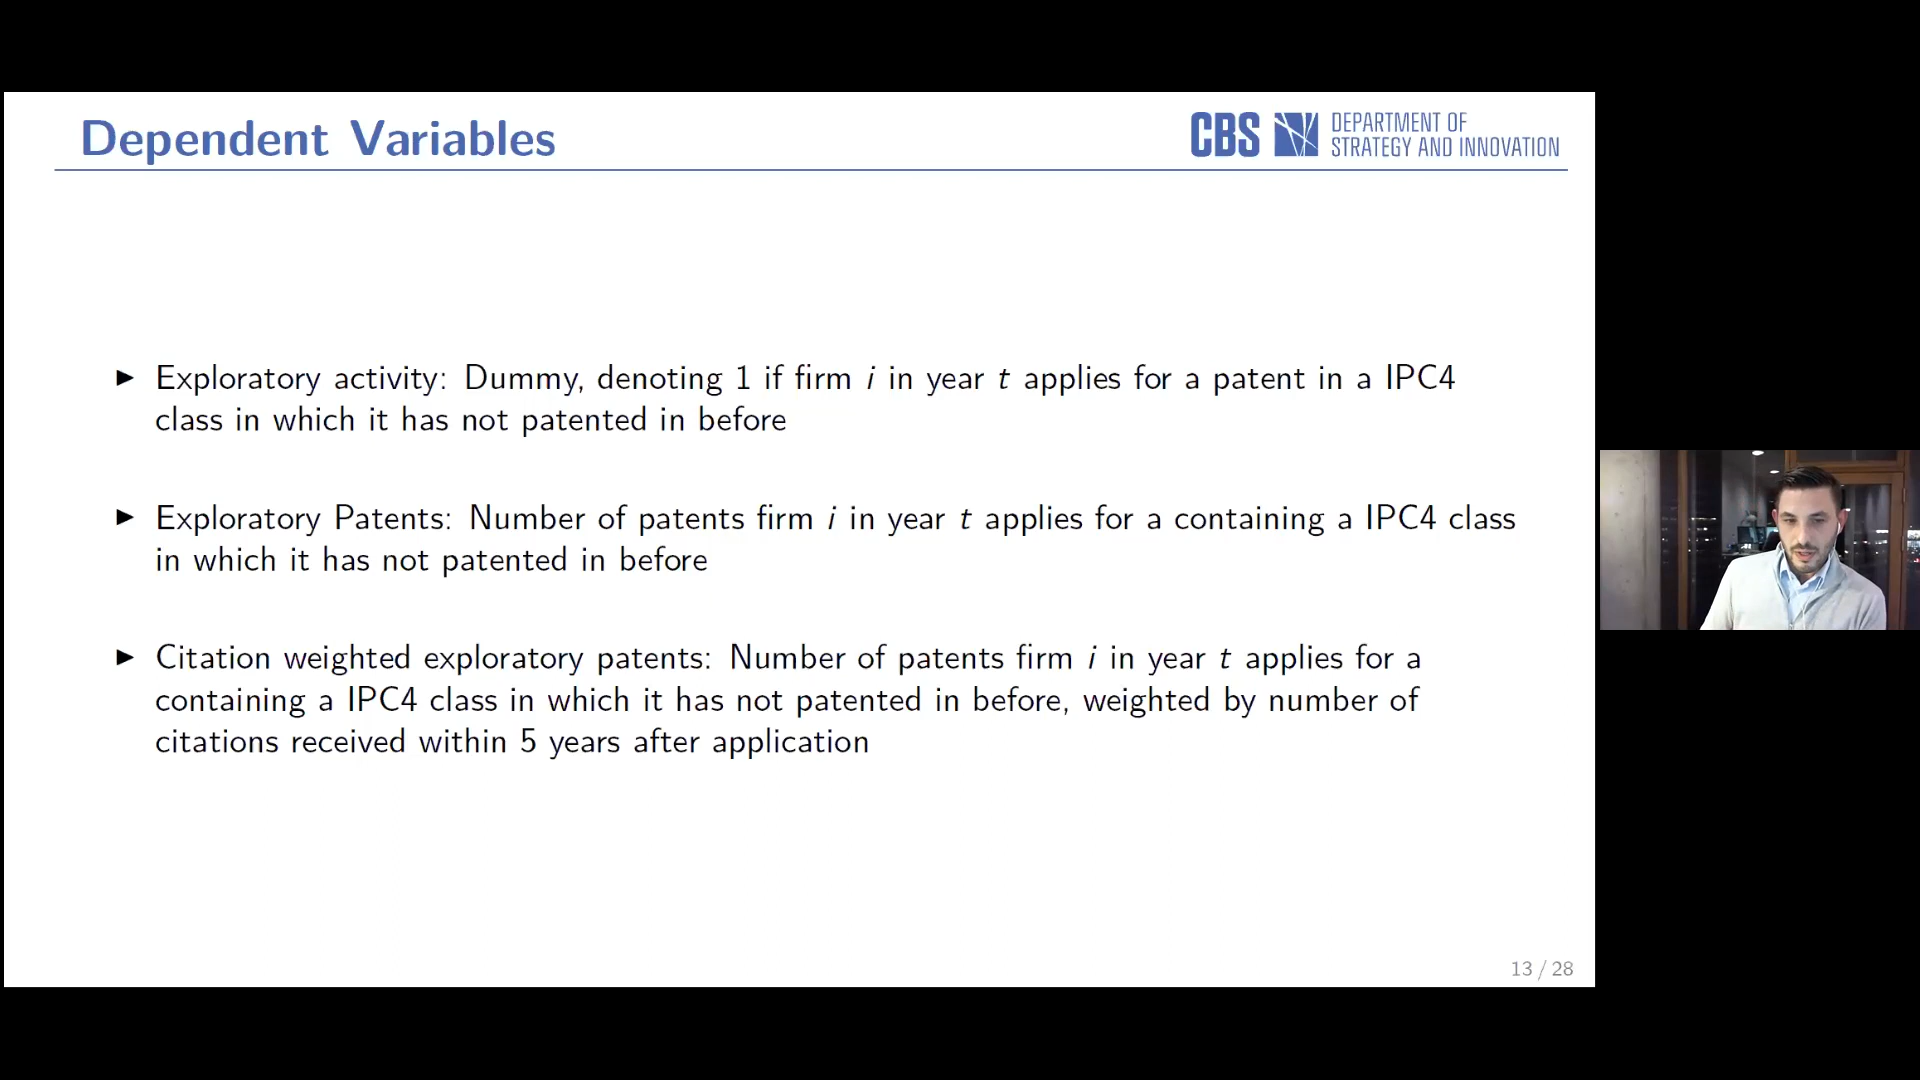 Dependent Variables
CBS DEPARTMENT OF
STRATEGY AND INNOVATION
▶ Exploratory activity: Dummy, denoting 1 if firm i in year t applies for a patent in a IPC4
class in which it has not patented in before
▶ Exploratory Patents: Number of patents firm i in year t applies for a containing a IPC4 class
in which it has not patented in before
▶ Citation weighted exploratory patents: Number of patents firm i in year t applies for a
containing a IPC4 class in which it has not patented in before, weighted by number of
citations received within 5 years after application
13 / 28